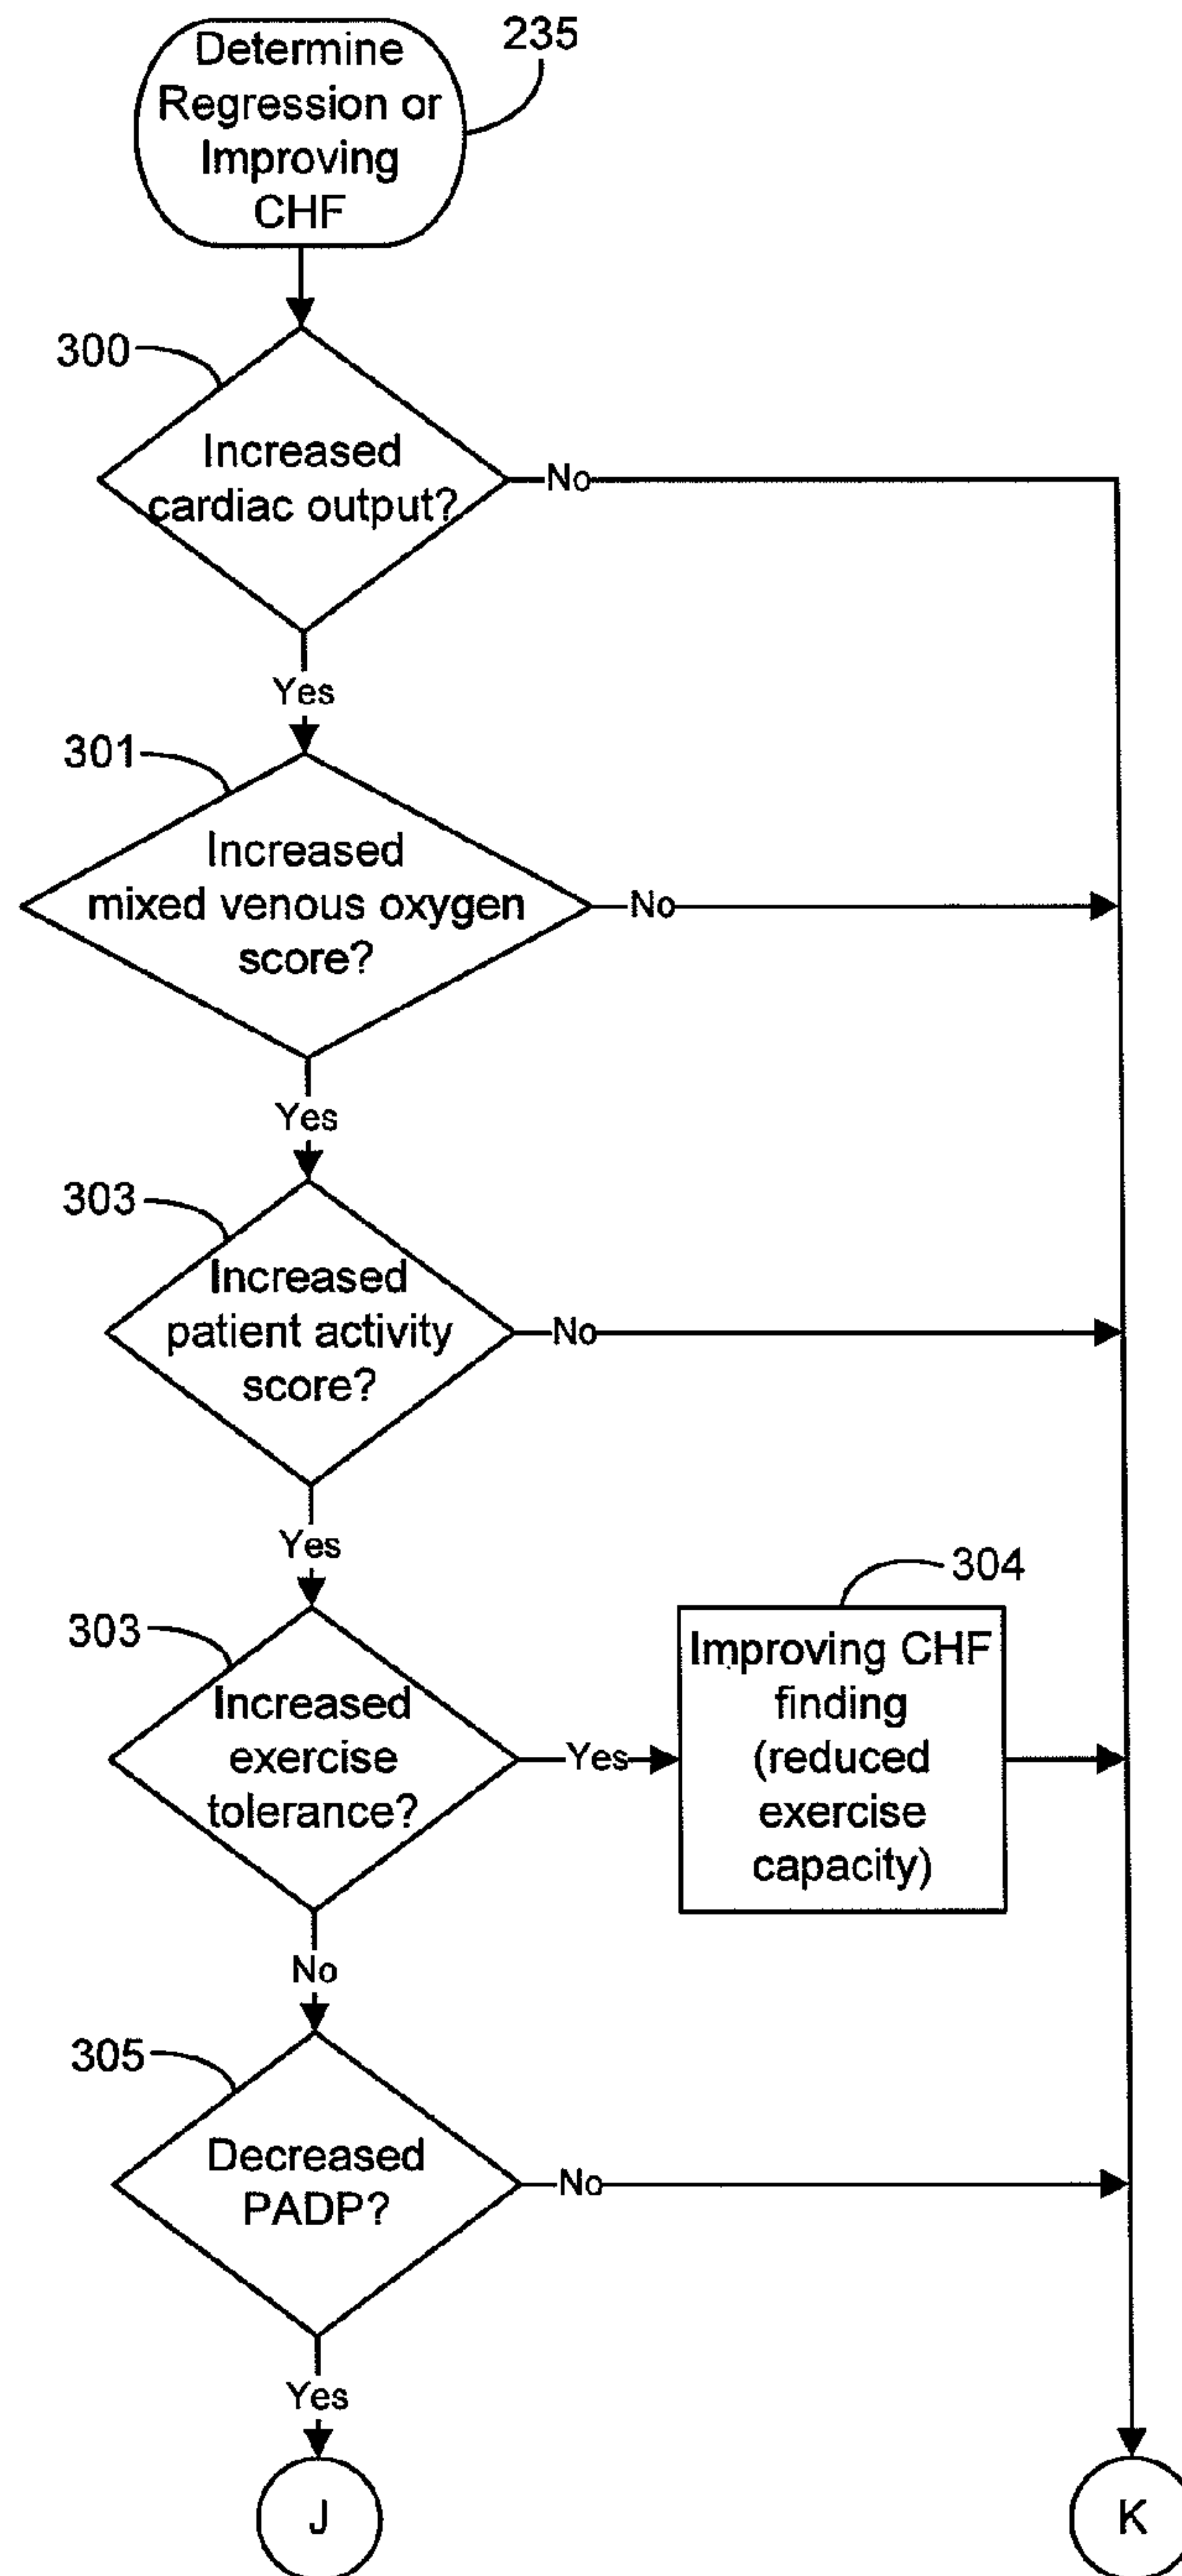 Determine
Regression or
Improving
CHF
235
300
Increased
cardiac output?
No
Yes
301
Increased
mixed venous oxygen
score?
No
Yes
303
Increased
patient activity
score?
No
Yes
303
Increased
exercise
tolerance?
Yes
304
Improving CHF
finding
(reduced
exercise
capacity)
No
305
Decreased
PADP?
No
Yes
J
K